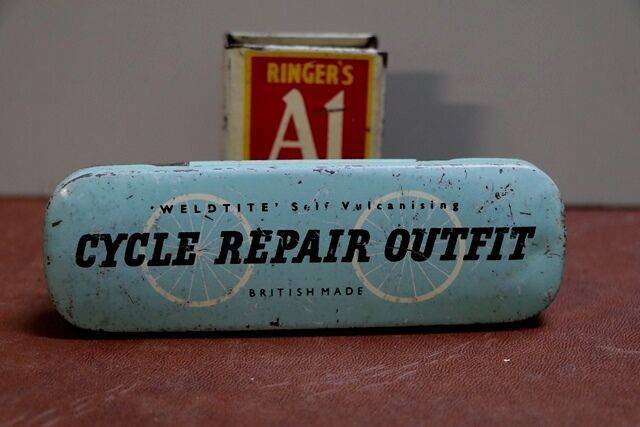 RINGER'S
A1
'WELDTITE' Self Vulcanising
CYCLE REPAIR OUTFIT
BRITISH MADE